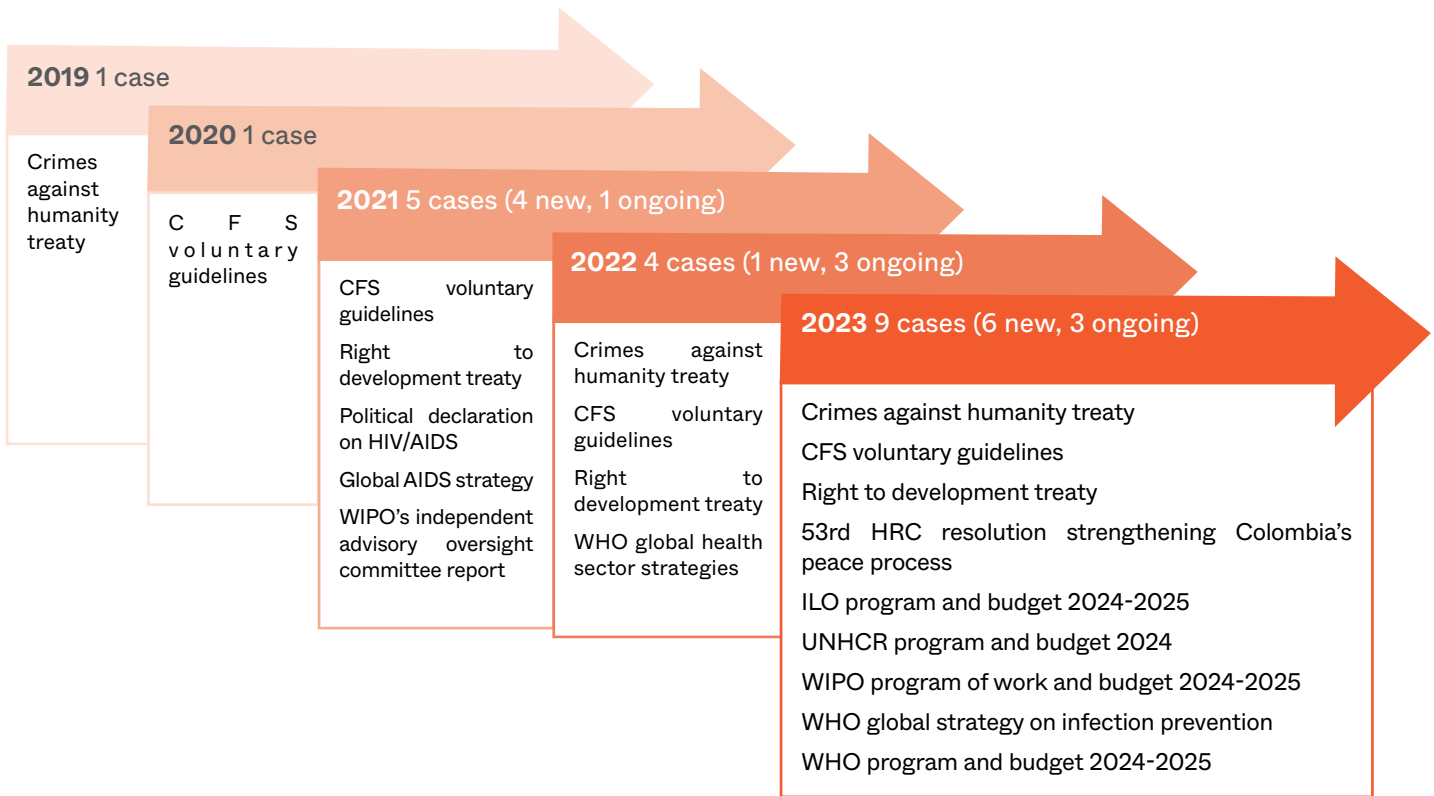 2019 1 case
Crimes
against
humanity
treaty
2020 1 case
C F S
voluntary
guidelines
2021 5 cases (4 new, 1 ongoing)
CFS voluntary
guidelines
Right to
development treaty
Political declaration
on HIV/AIDS
Global AIDS strategy
WIPO’s independent
advisory oversight
committee report
2022 4 cases (1 new, 3 ongoing)
Crimes against
humanity treaty
CFS voluntary
guidelines
Right to
development treaty
WHO global health
sector strategies
2023 9 cases (6 new, 3 ongoing)
Crimes against humanity treaty
CFS voluntary guidelines
Right to development treaty
53rd HRC resolution strengthening Colombia’s
peace process
ILO program and budget 2024-2025
UNHCR program and budget 2024
WIPO program of work and budget 2024-2025
WHO global strategy on infection prevention
WHO program and budget 2024-2025